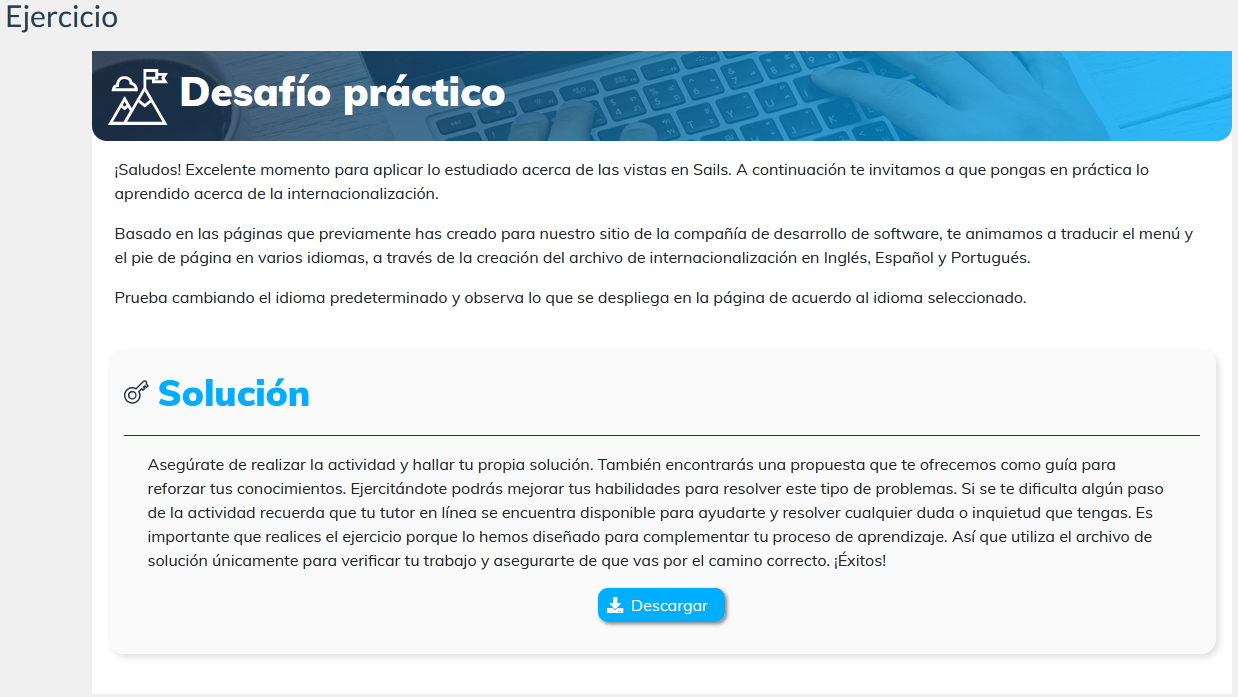 Ejercicio
Desafío práctico
¡Saludos! Excelente momento para aplicar lo estudiado acerca de las vistas en Sails. A continuación te invitamos a que pongas en práctica lo
aprendido acerca de la internacionalización.
Basado en las páginas que previamente has creado para nuestro sitio de la compañía de desarrollo de software, te animamos a traducir el menú y
el pie de página en varios idiomas, a través de la creación del archivo de internacionalización en Inglés, Español y Portugués.
Prueba cambiando el idioma predeterminado y observa lo que se despliega en la página de acuerdo al idioma seleccionado.
Solución
Asegúrate de realizar la actividad y hallar tu propia solución. También encontrarás una propuesta que te ofrecemos como guía para
reforzar tus conocimientos. Ejercitándote podrás mejorar tus habilidades para resolver este tipo de problemas. Si se te dificulta algún paso
de la actividad recuerda que tu tutor en línea se encuentra disponible para ayudarte y resolver cualquier duda o inquietud que tengas. Es
importante que realices el ejercicio porque lo hemos diseñado para complementar tu proceso de aprendizaje. Así que utiliza el archivo de
solución únicamente para verificar tu trabajo y asegurarte de que vas por el camino correcto. ¡Éxitos!
Descargar